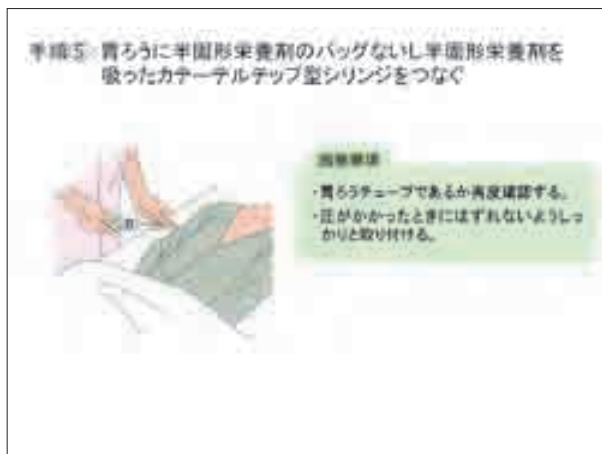 手順⑤ 胃ろうに半固形栄養剤のバッグないし半固形栄養剤を
吸ったカテーテルチップ型シリンジをつなぐ
留意事項
・胃ろうチューブであるか再度確認する。
・圧がかかったときにはずれないようしっ
かりと取り付ける。